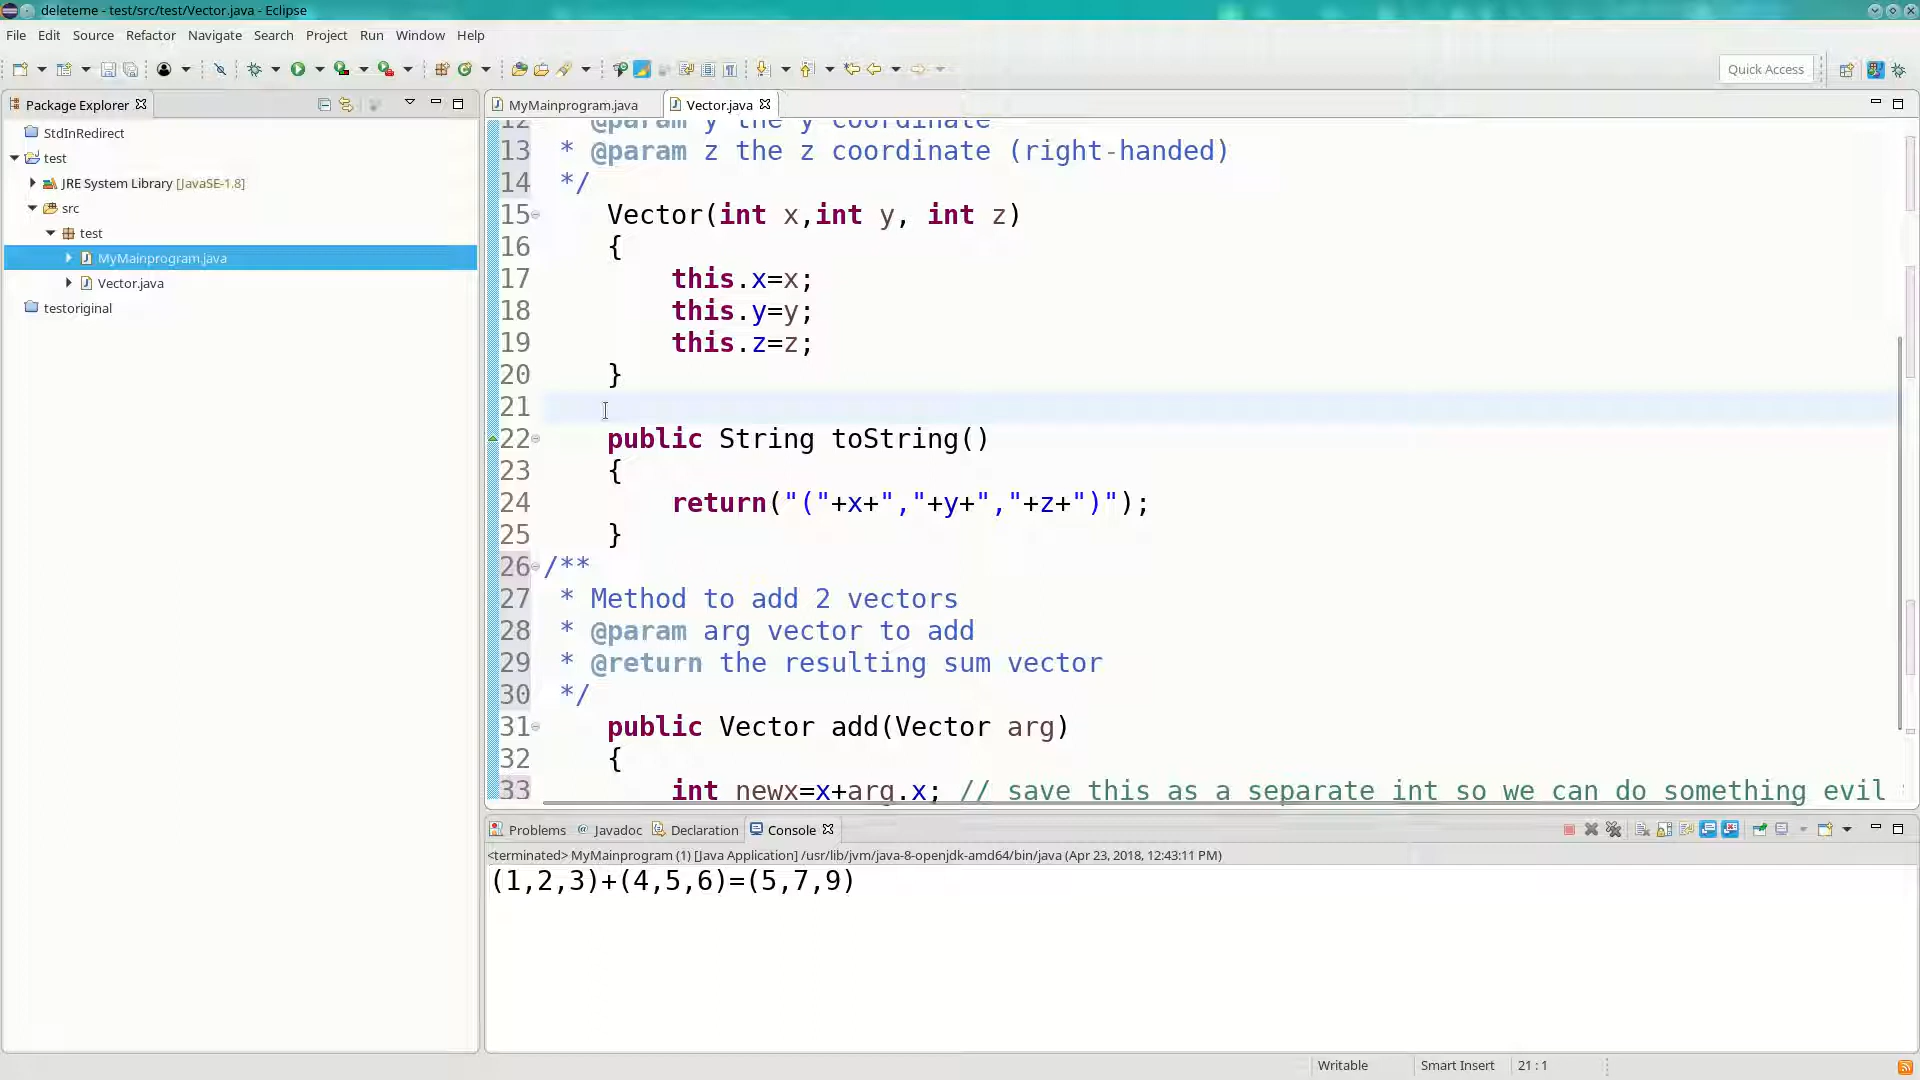 deleteme - test/src/test/Vector.java - Eclipse
File Edit Source Refactor Navigate Search Project Run Window Help
Quick Access
Package Explorer
MyMainprogram.java
Vector.java
StdInRedirect
test
JRE System Library [JavaSE-1.8]
src
test
MyMainprogram.java
Vector.java
testoriginal
12 @param y the y coordinate
13 * @param z the z coordinate (right-handed)
14 */
15 Vector(int x,int y, int z)
16 {
17 this.x=x;
18 this.y=y;
19 this.z=z;
20 }
21
22 public String toString()
23 {
24 return("("+x+","+y+","+z+")");
25 }
26 /**
27 * Method to add 2 vectors
28 * @param arg vector to add
29 * @return the resulting sum vector
30 */
31 public Vector add(Vector arg)
32 {
33 int newx=x+arg.x; // save this as a separate int so we can do something evil
Problems Javadoc Declaration Console
<terminated> MyMainprogram (1) [Java Application] /usr/lib/jvm/java-8-openjdk-amd64/bin/java (Apr 23, 2018, 12:43:11 PM)
(1,2,3)+(4,5,6)=(5,7,9)
Writable Smart Insert 21 : 1